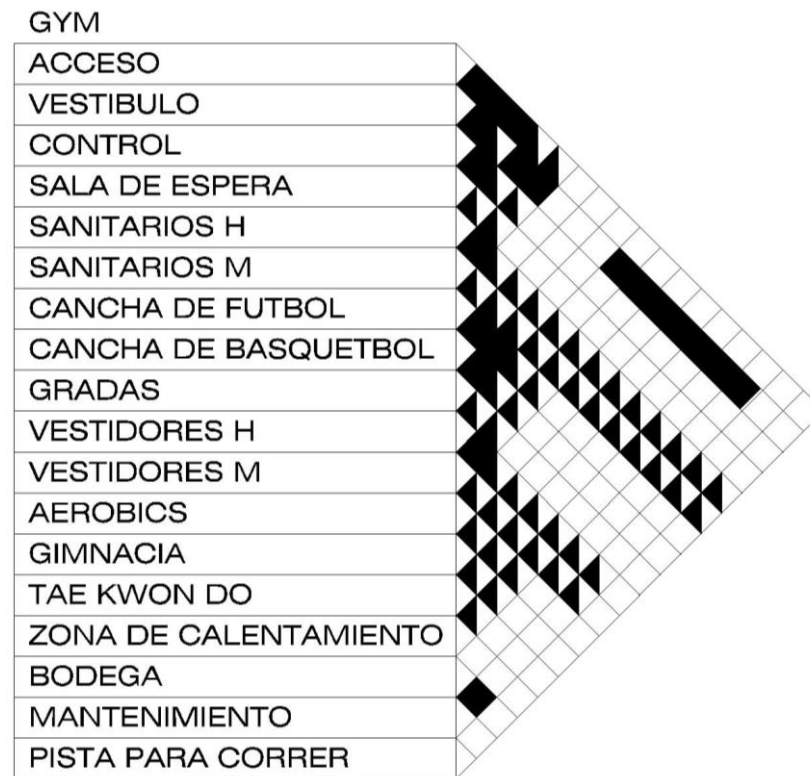 GYM
ACCESO
VESTIBULO
CONTROL
SALA DE ESPERA
SANITARIOS H
SANITARIOS M
CANCHA DE FUTBOL
CANCHA DE BASQUETBOL
GRADAS
VESTIDORES H
VESTIDORES M
AEROBICS
GIMNACIA
TAE KWON DO
ZONA DE CALENTAMIENTO
BODEGA
MANTENIMIENTO
PISTA PARA CORRER